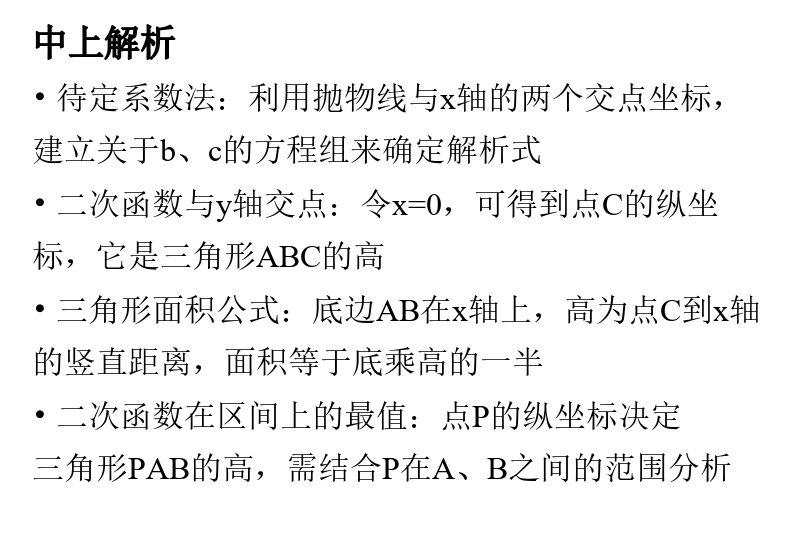 中上解析
• 待定系数法：利用抛物线与x轴的两个交点坐标，
建立关于b、c的方程组来确定解析式
• 二次函数与y轴交点：令x=0，可得到点C的纵坐
标，它是三角形ABC的高
• 三角形面积公式：底边AB在x轴上，高为点C到x轴
的竖直距离，面积等于底乘高的一半
• 二次函数在区间上的最值：点P的纵坐标决定
三角形PAB的高，需结合P在A、B之间的范围分析